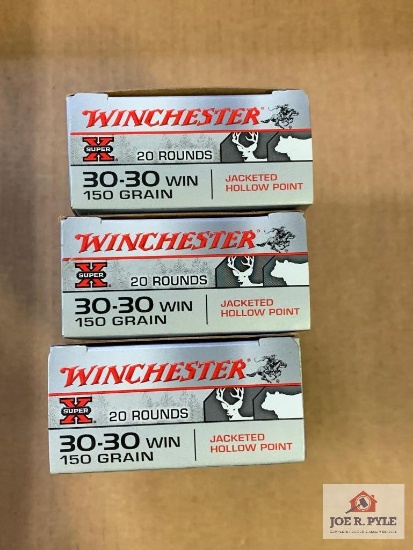 WINCHESTER
X
SUPER
20 ROUNDS
30-30 WIN
150 GRAIN
JACKETED
HOLLOW POINT
WINCHESTER
X
SUPER
20 ROUNDS
30-30 WIN
150 GRAIN
JACKETED
HOLLOW POINT
WINCHESTER
X
SUPER
20 ROUNDS
30-30 WIN
150 GRAIN
JACKETED
HOLLOW POINT
JOE R. PYLE